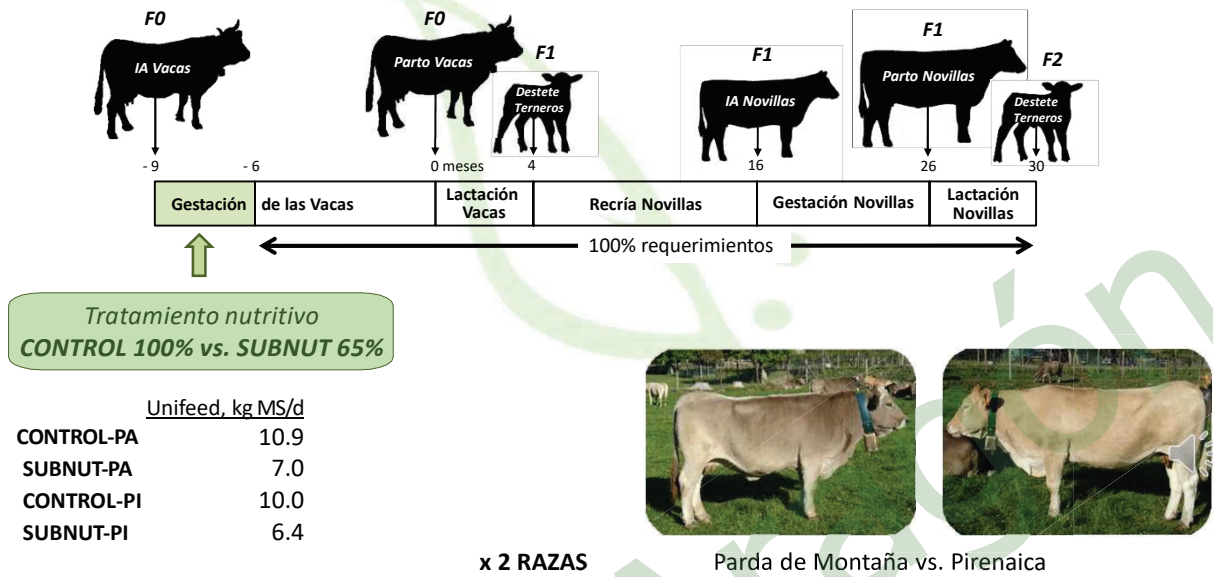 F0
IA Vacas
F0
Parto Vacas
F1
Destete
Terneros
F1
IA Novillas
F1
Parto Novillas
F2
Destete
Terneros
- 9
- 6
0 meses
4
16
26
30
Gestación de las Vacas
Lactación
Vacas
Recría Novillas
Gestación Novillas
Lactación
Novillas
100% requerimientos
Tratamiento nutritivo
CONTROL 100% vs. SUBNUT 65%
Unifeed, kg MS/d
CONTROL-PA 10.9
SUBNUT-PA 7.0
CONTROL-PI 10.0
SUBNUT-PI 6.4
x 2 RAZAS
Parda de Montaña vs. Pirenaica